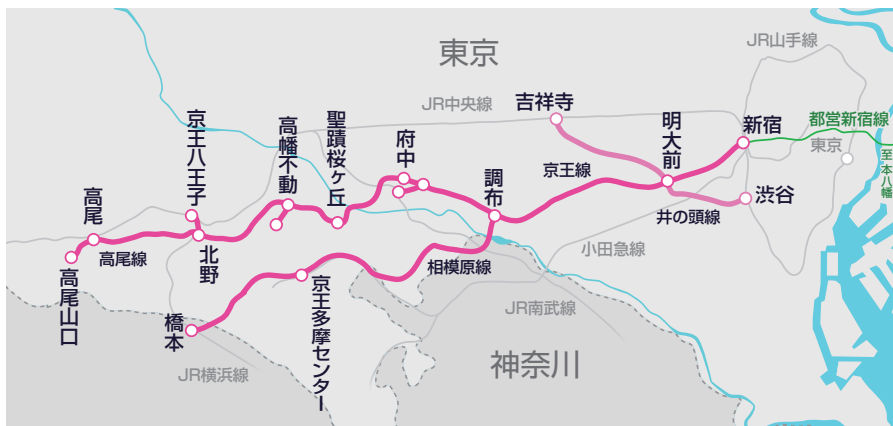 東京
JR山手線
JR中央線
吉祥寺
新宿
都営新宿線
東京
至 本八幡
明大前
京王線
渋谷
井の頭線
京王八王子
高幡不動
聖蹟桜ヶ丘
府中
調布
高尾
高尾線
北野
高尾山口
相模原線
小田急線
橋本
京王多摩センター
JR南武線
神奈川
JR横浜線